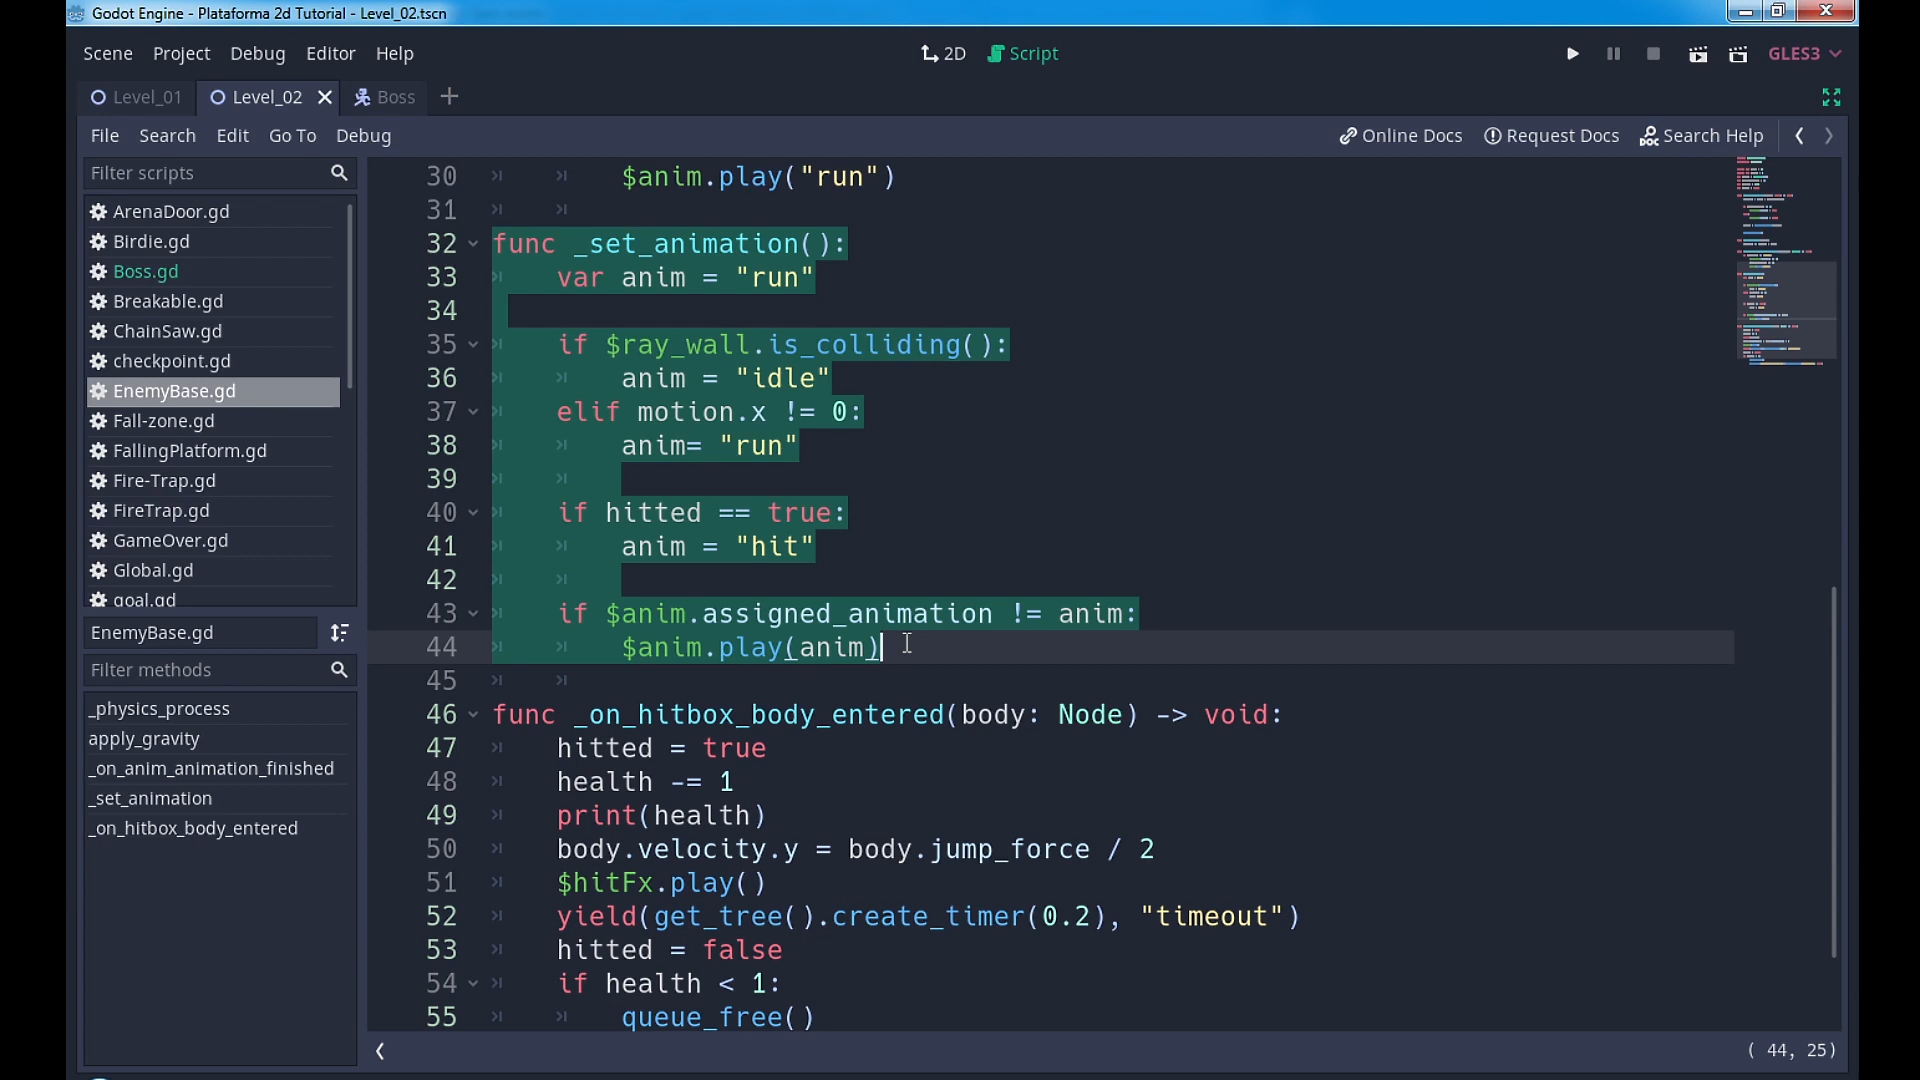 Godot Engine - Plataforma 2d Tutorial - Level_02.tscn
Scene Project Debug Editor Help
2D Script
GLES3
Level_01 Level_02 Boss
File Search Edit Go To Debug
Online Docs Request Docs Search Help
Filter scripts
ArenaDoor.gd
Birdie.gd
Boss.gd
Breakable.gd
ChainSaw.gd
checkpoint.gd
EnemyBase.gd
Fall-zone.gd
FallingPlatform.gd
Fire-Trap.gd
FireTrap.gd
GameOver.gd
Global.gd
goal.gd
EnemyBase.gd
Filter methods
_physics_process
apply_gravity
_on_anim_animation_finished
_set_animation
_on_hitbox_body_entered
30 $anim.play("run")
31
32 func _set_animation():
33 var anim = "run"
34
35 if $ray_wall.is_colliding():
36 anim = "idle"
37 elif motion.x != 0:
38 anim= "run"
39
40 if hitted == true:
41 anim = "hit"
42
43 if $anim.assigned_animation != anim:
44 $anim.play(anim)
45
46 func _on_hitbox_body_entered(body: Node) -> void:
47 hitted = true
48 health -= 1
49 print(health)
50 body.velocity.y = body.jump_force / 2
51 $hitFx.play()
52 yield(get_tree().create_timer(0.2), "timeout")
53 hitted = false
54 if health < 1:
55 queue_free()
( 44, 25)